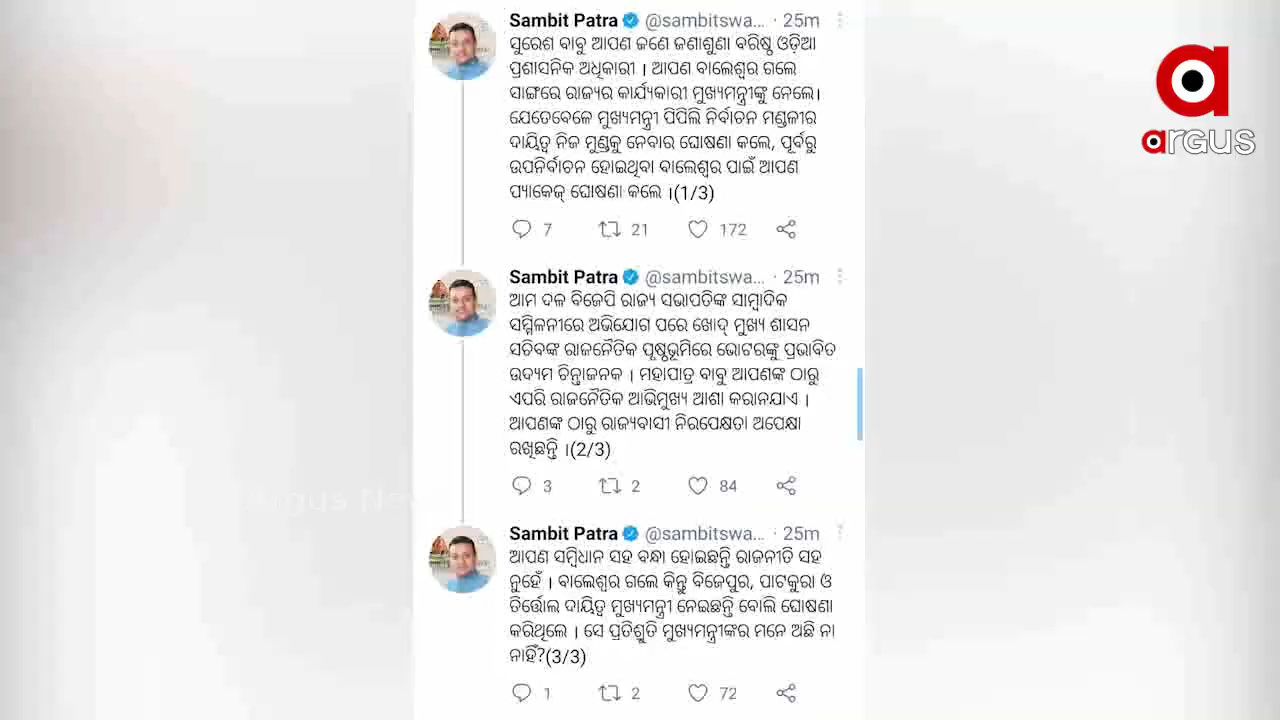 Sambit Patra @sambitswa... · 25m
ସୁରେଶ ବାବୁ ଆପଣ ଜଣେ ଜଣାଶୁଣା ବରିଷ୍ଠ ଓଡ଼ିଆ
ପ୍ରଶାସନିକ ଅଧିକାରୀ । ଆପଣ ବାଲେଶ୍ଵର ଗଲେ
ସାଙ୍ଗରେ ରାଜ୍ୟର କାର୍ଯ୍ୟକାରୀ ମୁଖ୍ୟମନ୍ତ୍ରୀଙ୍କୁ ନେଲେ।
ଯେତେବେଳେ ମୁଖ୍ୟମନ୍ତ୍ରୀ ପିପିଲି ନିର୍ବାଚନ ମଣ୍ଡଳୀର
ଦାୟିତ୍ଵ ନିଜ ମୁଣ୍ଡକୁ ନେବାର ଘୋଷଣା କଲେ, ପୂର୍ବରୁ
ଉପନିର୍ବାଚନ ହୋଇଥିବା ବାଲେଶ୍ଵର ପାଇଁ ଆପଣ
ପ୍ୟାକେଜ୍ ଘୋଷଣା କଲେ ।(1/3)
7 21 172
Sambit Patra @sambitswa... · 25m
ଆମ ଦଳ ବିଜେପି ରାଜ୍ୟ ସଭାପତିଙ୍କ ସାମ୍ବାଦିକ
ସମ୍ମିଳନୀରେ ଅଭିଯୋଗ ପରେ ଖୋଦ୍ ମୁଖ୍ୟ ଶାସନ
ସଚିବଙ୍କ ରାଜନୈତିକ ପୃଷ୍ଠଭୂମିରେ ଭୋଟରଙ୍କୁ ପ୍ରଭାବିତ
ଉଦ୍ୟମ ଚିନ୍ତାଜନକ । ମହାପାତ୍ର ବାବୁ ଆପଣଙ୍କ ଠାରୁ
ଏପରି ରାଜନୈତିକ ଆଭିମୁଖ୍ୟ ଆଶା କରାନଯାଏ ।
ଆପଣଙ୍କ ଠାରୁ ରାଜ୍ୟବାସୀ ନିରପେକ୍ଷତା ଅପେକ୍ଷା
ରଖିଛନ୍ତି ।(2/3)
3 2 84
Sambit Patra @sambitswa... · 25m
ଆପଣ ସମ୍ବିଧାନ ସହ ବନ୍ଧା ହୋଇଛନ୍ତି ରାଜନୀତି ସହ
ନୁହେଁ । ବାଲେଶ୍ଵର ଗଲେ କିନ୍ତୁ ବିଜେପୁର, ପାଟକୁରା ଓ
ତିର୍ତ୍ତୋଲ ଦାୟିତ୍ଵ ମୁଖ୍ୟମନ୍ତ୍ରୀ ନେଇଛନ୍ତି ବୋଲି ଘୋଷଣା
କରିଥିଲେ । ସେ ପ୍ରତିଶ୍ରୁତି ମୁଖ୍ୟମନ୍ତ୍ରୀଙ୍କର ମନେ ଅଛି ନା
ନାହିଁ?(3/3)
1 2 72
argus
Argus News